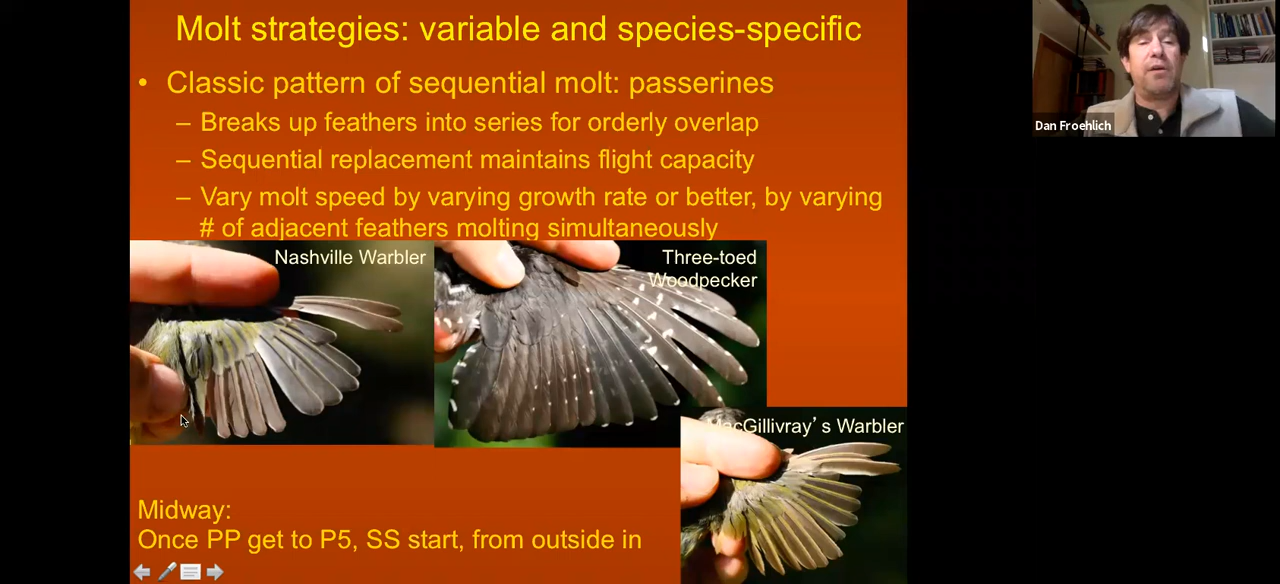 Molt strategies: variable and species-specific
• Classic pattern of sequential molt: passerines
– Breaks up feathers into series for orderly overlap
– Sequential replacement maintains flight capacity
– Vary molt speed by varying growth rate or better, by varying
# of adjacent feathers molting simultaneously
Nashville Warbler
Three-toed
Woodpecker
MacGillivray’s Warbler
Midway:
Once PP get to P5, SS start, from outside in
Dan Froehlich